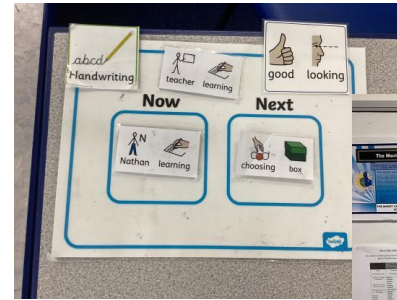 abcd
Handwriting
teacher learning
good looking
Now Next
N
Nathan learning
choosing box
twinkl